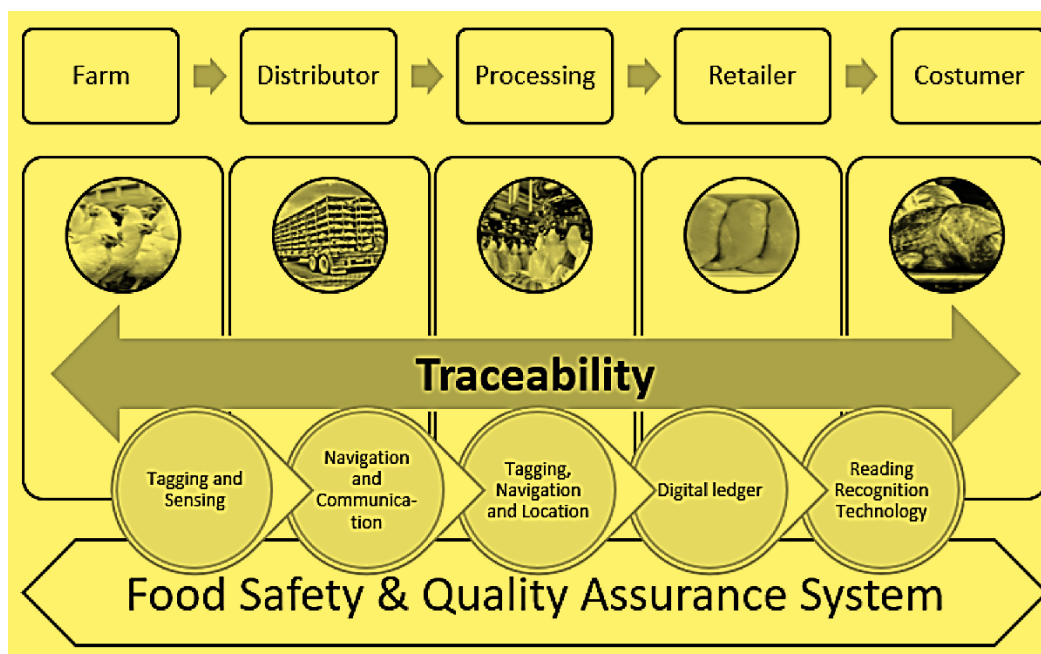 Farm
Distributor
Processing
Retailer
Costumer
Traceability
Tagging and
Sensing
Navigation
and
Communica-
tion
Tagging,
Navigation
and Location
Digital ledger
Reading
Recognition
Technology
Food Safety & Quality Assurance System